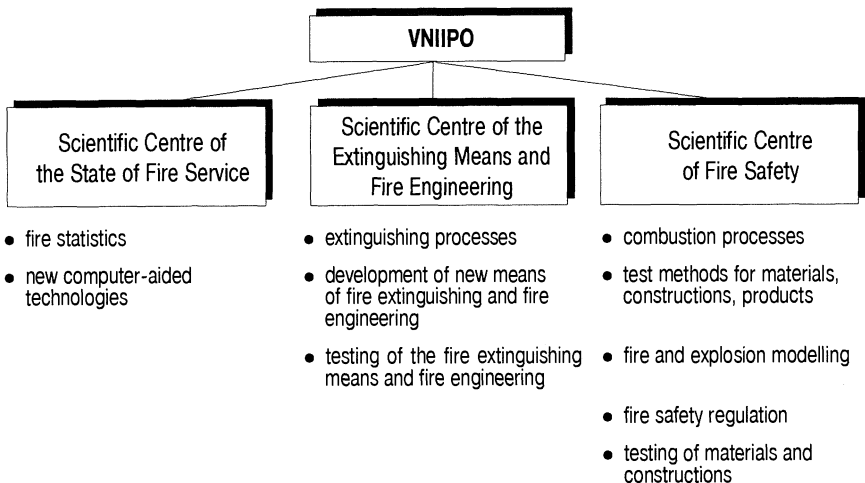 VNIIPO
Scientific Centre of
the State of Fire Service
• fire statistics
• new computer-aided
technologies
Scientific Centre of the
Extinguishing Means and
Fire Engineering
• extinguishing processes
• development of new means
of fire extinguishing and fire
engineering
• testing of the fire extinguishing
means and fire engineering
Scientific Centre
of Fire Safety
• combustion processes
• test methods for materials,
constructions, products
• fire and explosion modelling
• fire safety regulation
• testing of materials and
constructions